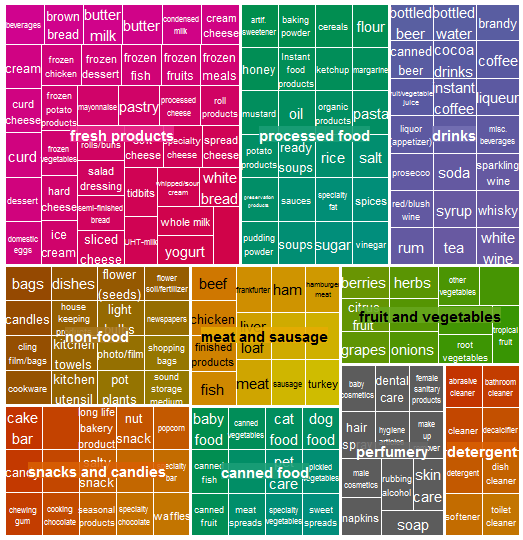 beverages
brown
bread
butter
milk
butter
condensed
milk
cream
cheese
cream
frozen
chicken
frozen
dessert
frozen
fish
frozen
fruits
frozen
meals
curd
cheese
frozen
potato
products
mayonnaise
pastry
processed
cheese
roll
products
fresh products
curd
frozen
vegetables
rolls/buns
cheese
specialty
cheese
spread
cheese
salad
dressing
dessert
hard
cheese
semi-finished
bread
tidbits
whipped/sour
cream
white
bread
domestic
eggs
ice
cream
sliced
cheese
UHT-milk
whole milk
yogurt
artif.
sweetener
baking
powder
cereals
flour
honey
Instant
food
products
ketchup
margarine
mustard
oil
organic
products
pasta
processed food
potato
products
ready
soups
rice
salt
preservation
products
sauces
specialty
fat
spices
pudding
powder
soups
sugar
vinegar
bottled
beer
bottled
water
brandy
canned
beer
cocoa
drinks
coffee
fruit/vegetable
juice
instant
coffee
liqueur
liquor
(appetizer)
drinks
misc.
beverages
prosecco
soda
sparkling
wine
red/blush
wine
syrup
whisky
rum
tea
white
wine
bags
dishes
flower
(seeds)
flower
soil/fertilizer
candles
house
keeping
light
newspapers
non-food
cling
film/bags
kitchen
towels
photo/film
shopping
bags
cookware
kitchen
utensil
pot
plants
sound
storage
medium
beef
frankfurter
ham
hamburger
meat
chicken
liver
loaf
meat and sausage
finished
products
fish
meat
sausage
turkey
berries
herbs
other
vegetables
citrus
fruit
fruit and vegetables
tropical
fruit
grapes
onions
root
vegetables
cake
bar
long life
bakery
product
nut
snack
popcorn
candy
salty
snack
snacks and candies
bar
chewing
gum
cooking
chocolate
seasonal
products
specialty
chocolate
waffles
baby
food
canned
vegetables
cat
food
dog
food
canned
fish
canned food
pet
care
pickled
vegetables
canned
fruit
meat
spreads
specialty
vegetables
sweet
spreads
baby
cosmetics
dental
care
female
sanitary
products
hair
hygiene
articles
make
up
perfumery
male
cosmetics
rubbing
alcohol
skin
care
napkins
soap
abrasive
cleaner
bathroom
cleaner
cleaner
decalcifier
detergent
detergent
dish
cleaner
softener
toilet
cleaner